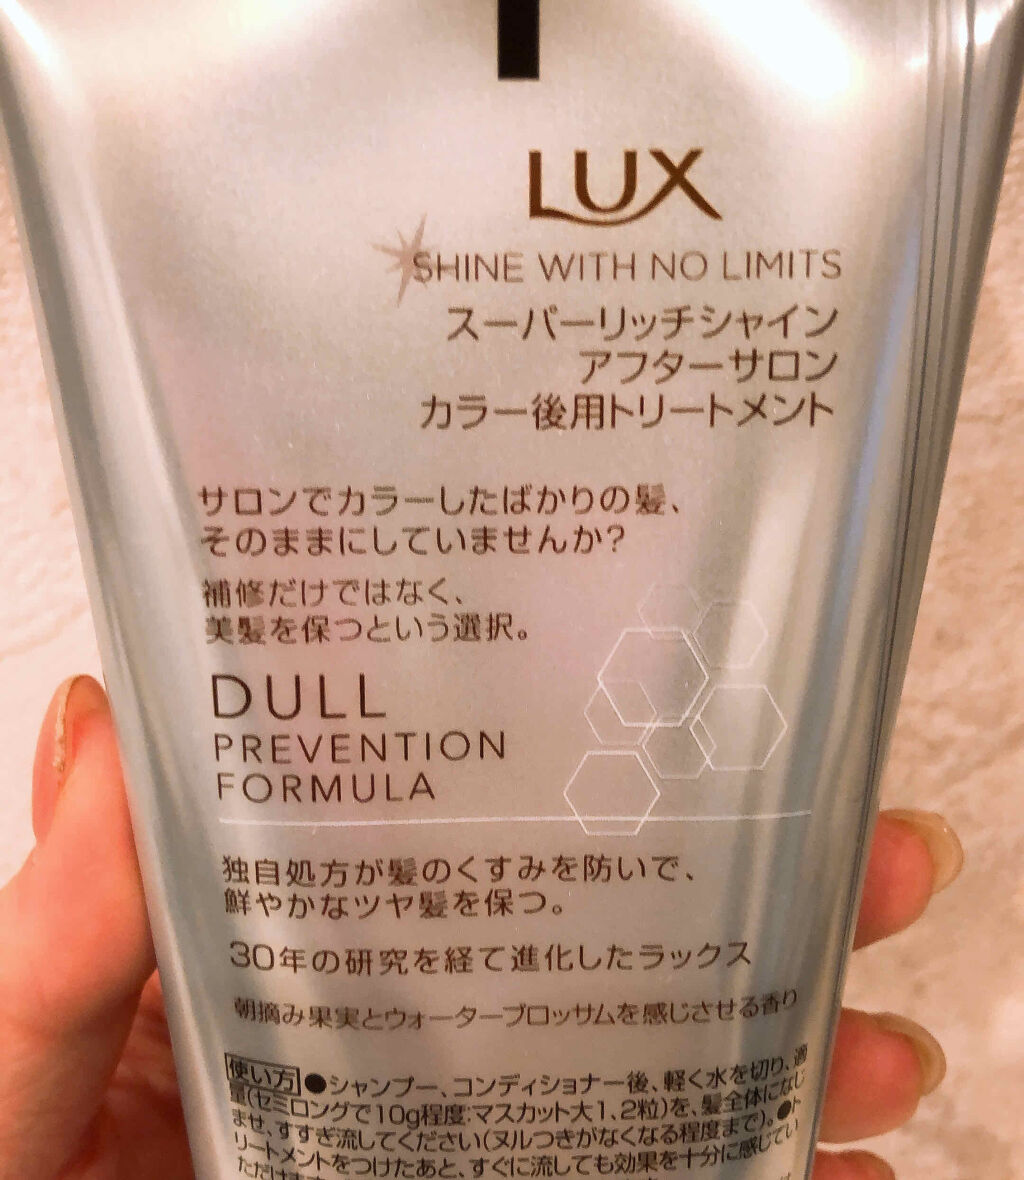 LUX
SHINE WITH NO LIMITS
スーパーリッチシャイン
アフターサロン
カラー後用トリートメント
サロンでカラーしたばかりの髪、
そのままにしていませんか?
補修だけではなく、
美髪を保つという選択。
DULL
PREVENTION
FORMULA
独自処方が髪のくすみを防いで、
鮮やかなツヤ髪を保つ。
30年の研究を経て進化したラックス
朝摘み果実とウォーターブロッサムを感じさせる香り
使い方 ●シャンプー、コンディショナー後、軽く水を切り、適
量(セミロングで10g程度:マスカット大1、2粒)を、髪全体になじ
ませ、すすぎ流してください(ヌルつきがなくなる程度まで)。●ト
リートメントをつけたあと、すぐに流しても効果を十分に感じてい
ただけ